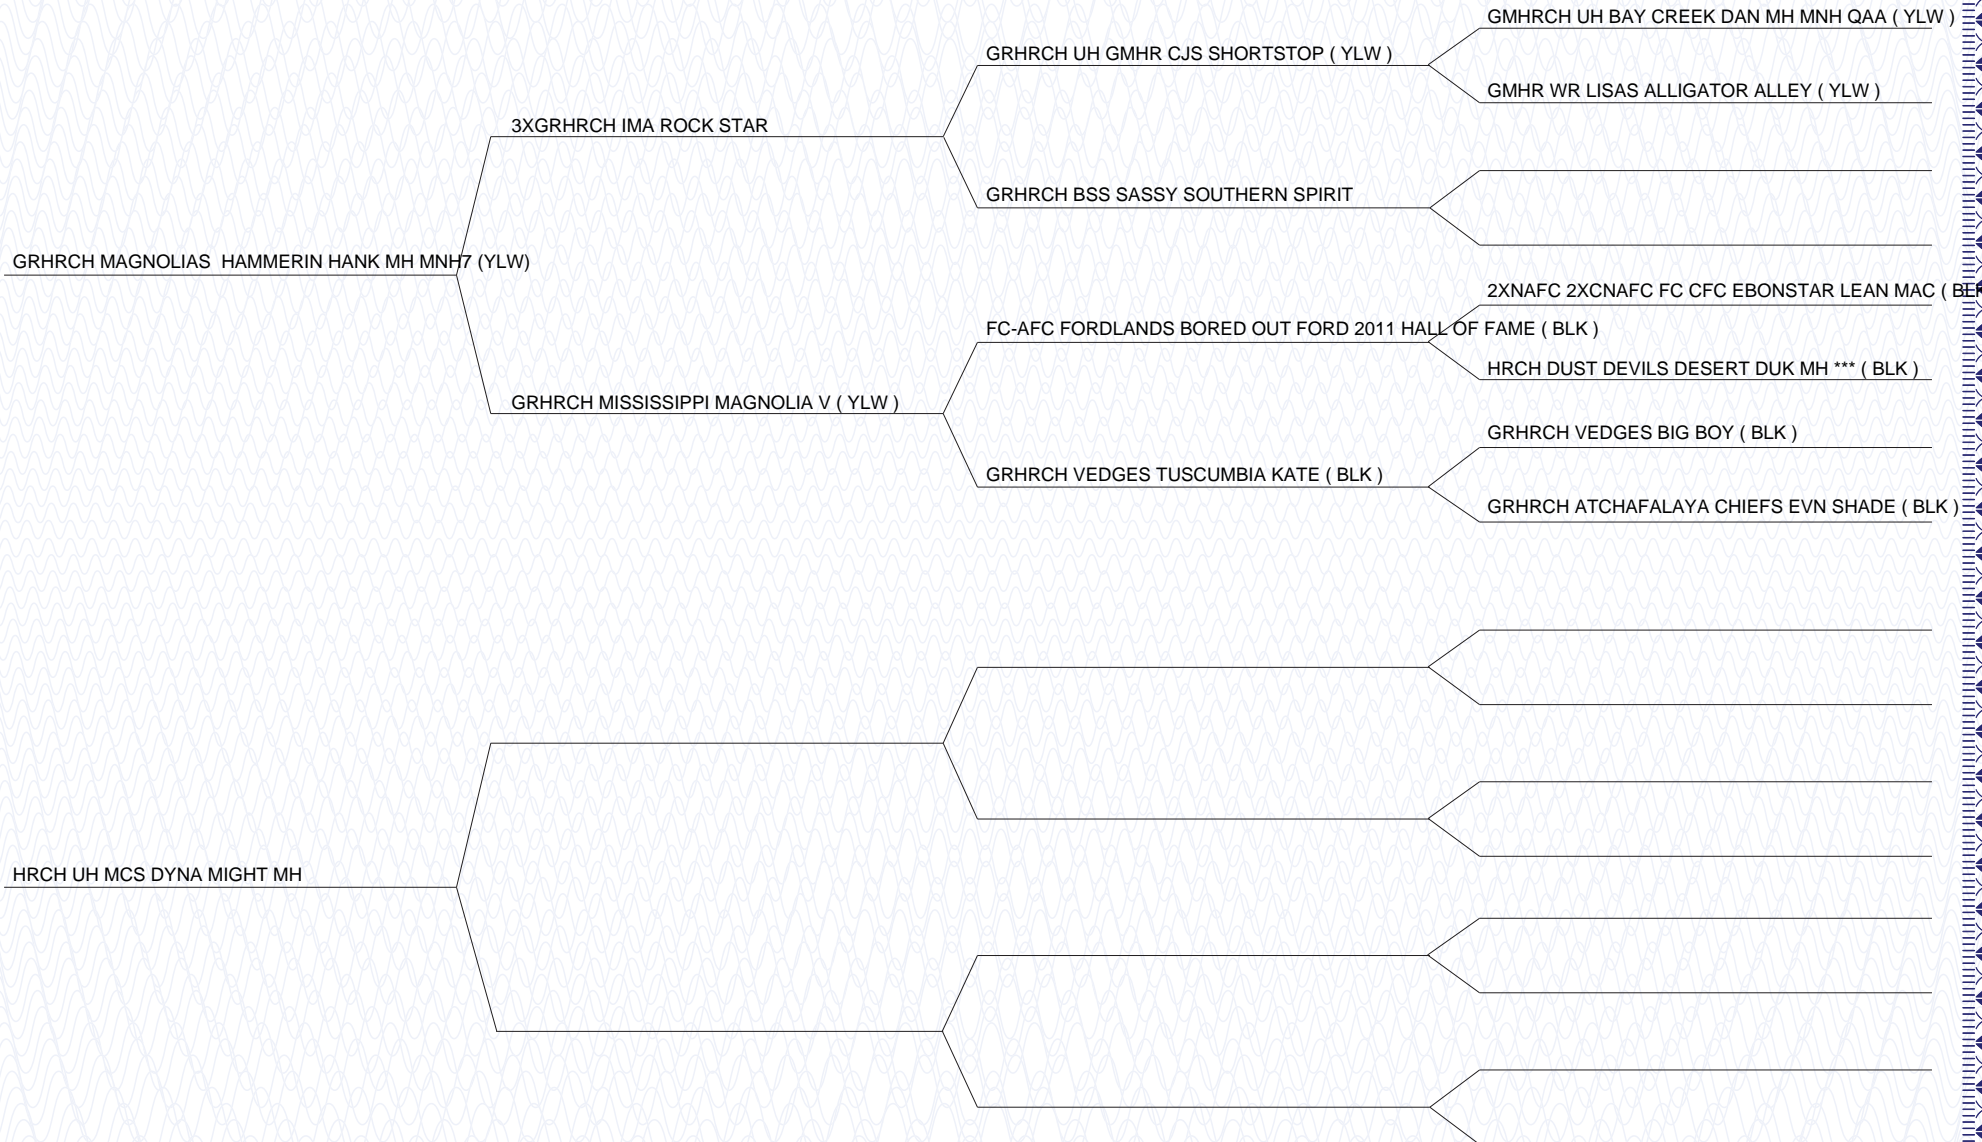 GMHRCH UH BAY CREEK DAN MH MNH QAA ( YLW )
GRHRCH UH GMHR CJS SHORTSTOP ( YLW )
GMHR WR LISAS ALLIGATOR ALLEY ( YLW )
3XGRHRCH IMA ROCK STAR
GRHRCH BSS SASSY SOUTHERN SPIRIT
GRHRCH MAGNOLIAS  HAMMERIN HANK MH MNH7 (YLW)
2XNAFC 2XCNAFC FC CFC EBONSTAR LEAN MAC (
FC-AFC FORDLANDS BORED OUT FORD 2011 HALL OF FAME ( BLK )
HRCH DUST DEVILS DESERT DUK MH *** ( BLK )
GRHRCH MISSISSIPPI MAGNOLIA V ( YLW )
GRHRCH VEDGES BIG BOY ( BLK )
GRHRCH VEDGES TUSCUMBIA KATE ( BLK )
GRHRCH ATCHAFALAYA CHIEFS EVN SHADE ( BLK )
HRCH UH MCS DYNA MIGHT MH